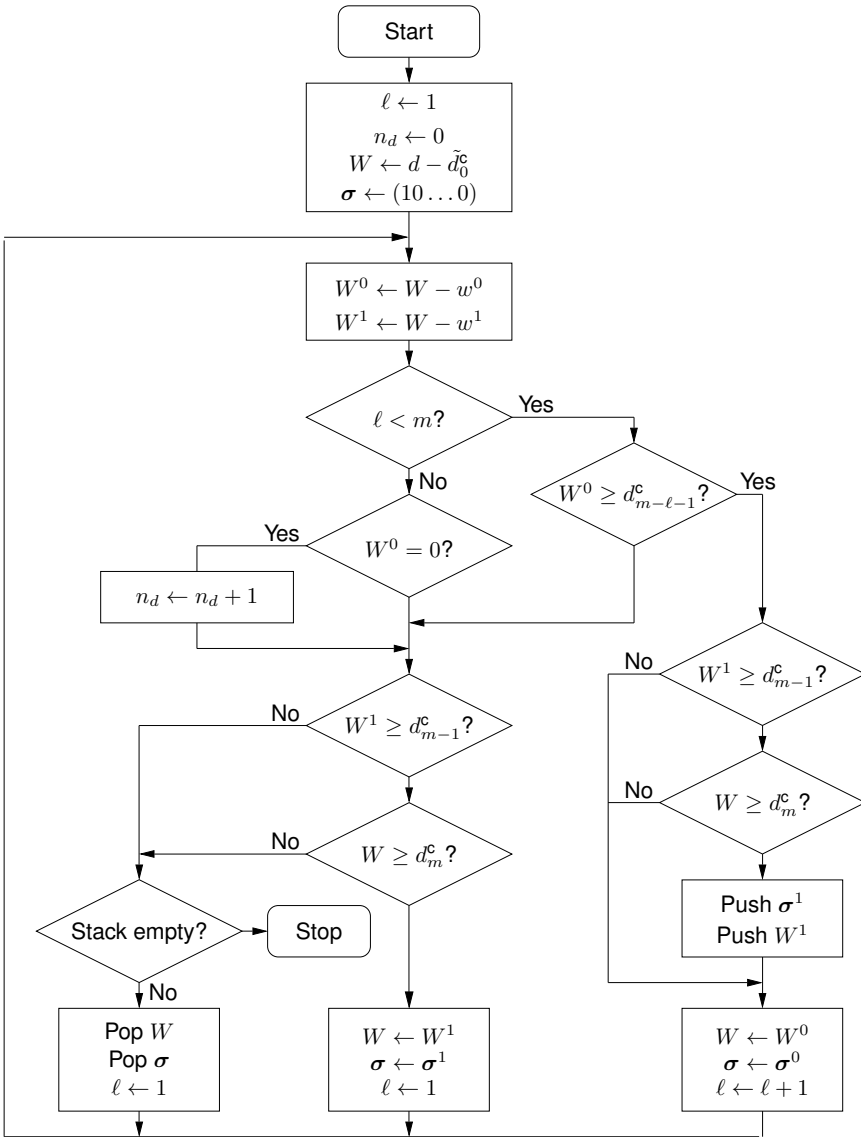 Start
ℓ ← 1
n_d ← 0
W ← d − d̃^c_0
σ ← (10 … 0)
W^0 ← W − w^0
W^1 ← W − w^1
ℓ < m?
Yes
No
W^0 ≥ d^c_{m−ℓ−1}?
Yes
Yes
W^0 = 0?
n_d ← n_d + 1
No
W^1 ≥ d^c_{m−1}?
No
W^1 ≥ d^c_{m−1}?
No
W ≥ d^c_m?
No
W ≥ d^c_m?
Push σ^1
Push W^1
Stack empty?
Stop
No
Pop W
Pop σ
ℓ ← 1
W ← W^1
σ ← σ^1
ℓ ← 1
W ← W^0
σ ← σ^0
ℓ ← ℓ + 1